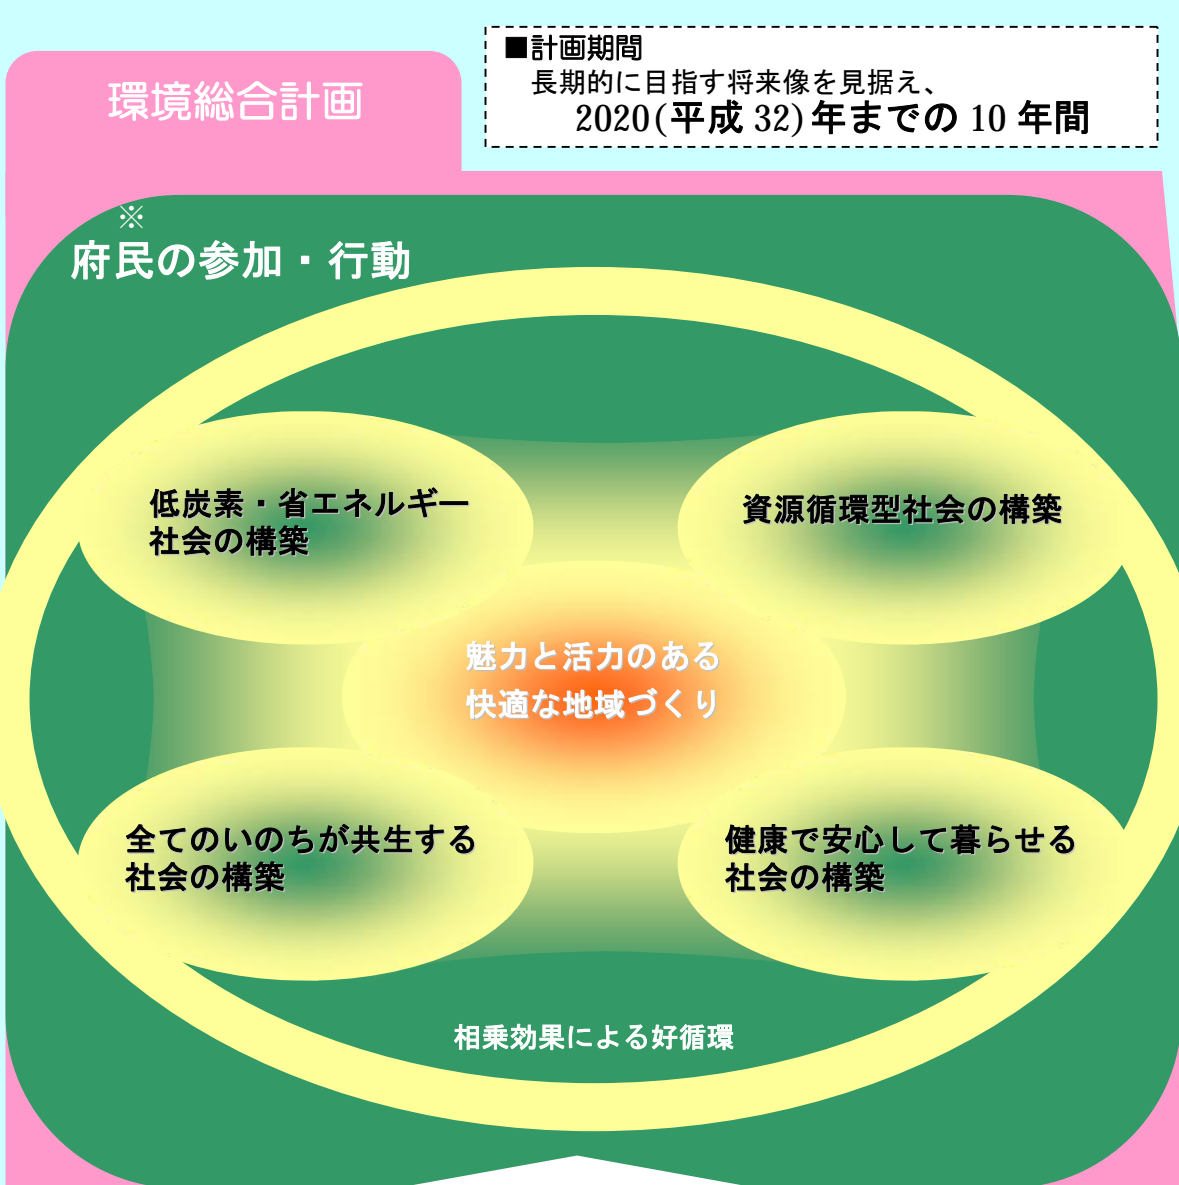 環境総合計画
■計画期間
長期的に目指す将来像を見据え、
2020(平成 32)年までの 10 年間
※
府民の参加・行動
低炭素・省エネルギー
社会の構築
資源循環型社会の構築
魅力と活力のある
快適な地域づくり
全てのいのちが共生する
社会の構築
健康で安心して暮らせる
社会の構築
相乗効果による好循環